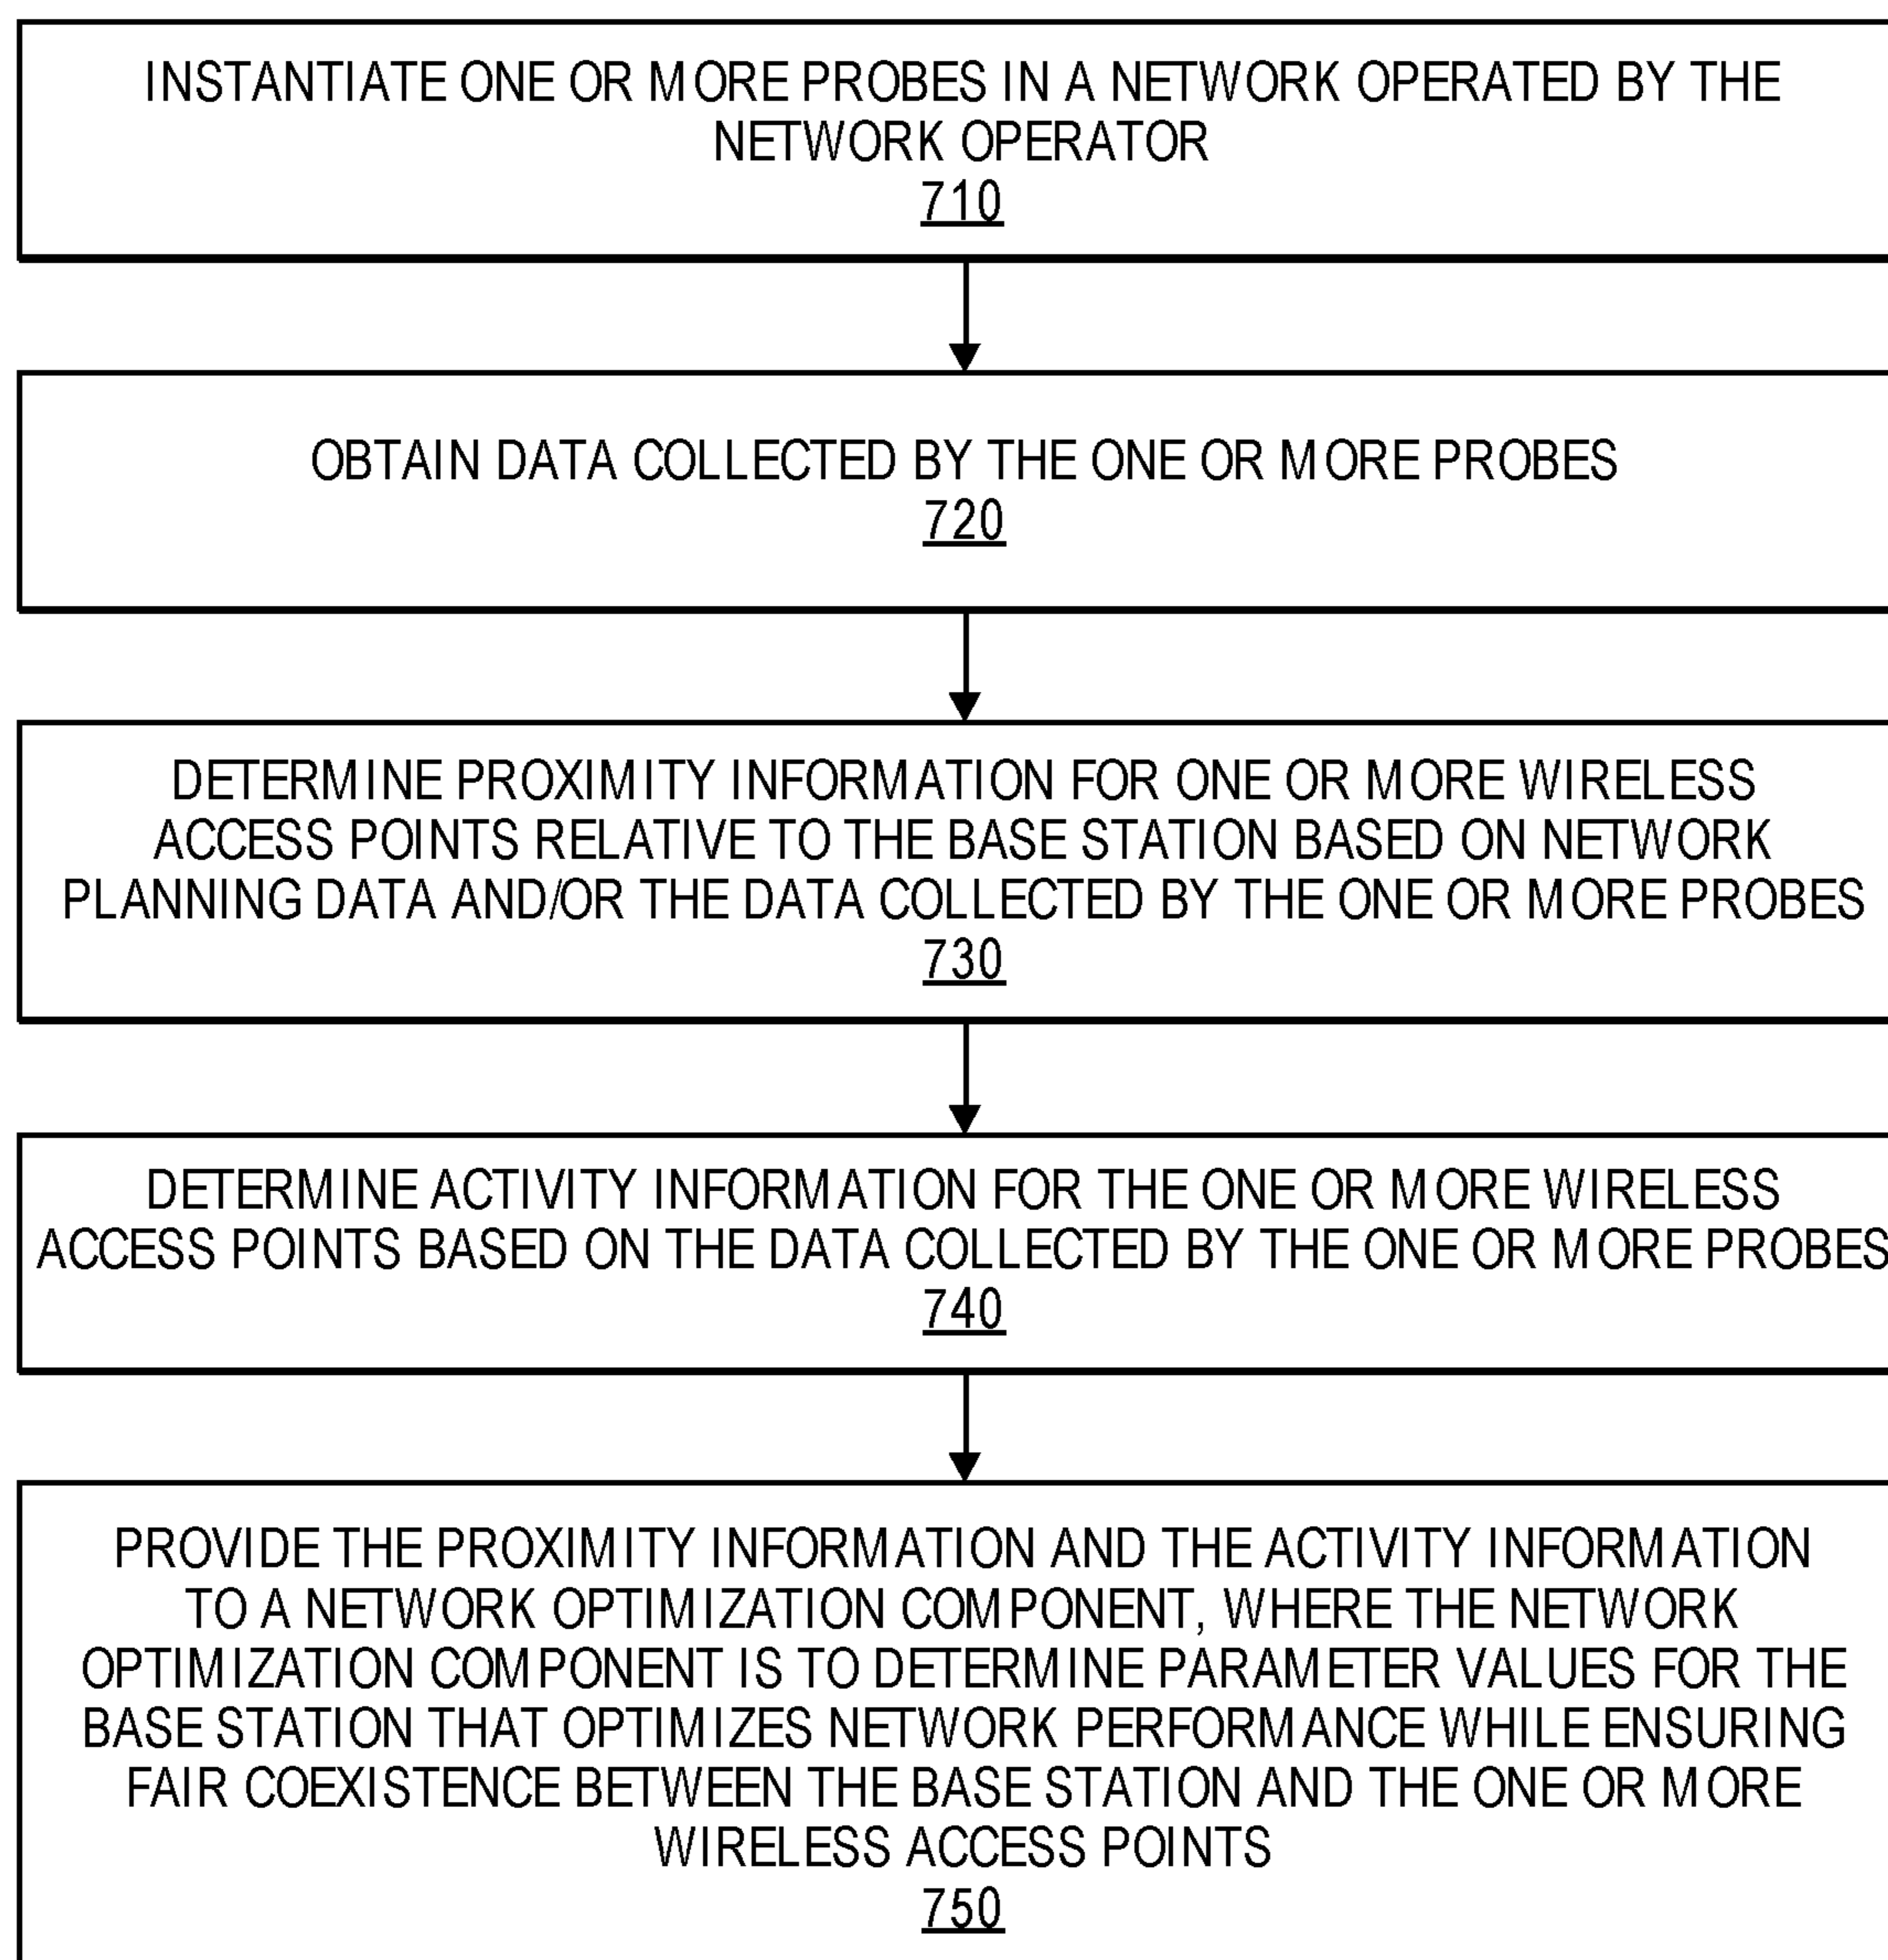 INSTANTIATE ONE OR MORE PROBES IN A NETWORK OPERATED BY THE
NETWORK OPERATOR
710
OBTAIN DATA COLLECTED BY THE ONE OR MORE PROBES
720
DETERMINE PROXIMITY INFORMATION FOR ONE OR MORE WIRELESS
ACCESS POINTS RELATIVE TO THE BASE STATION BASED ON NETWORK
PLANNING DATA AND/OR THE DATA COLLECTED BY THE ONE OR MORE PROBES
730
DETERMINE ACTIVITY INFORMATION FOR THE ONE OR MORE WIRELESS
ACCESS POINTS BASED ON THE DATA COLLECTED BY THE ONE OR MORE PROBES
740
PROVIDE THE PROXIMITY INFORMATION AND THE ACTIVITY INFORMATION
TO A NETWORK OPTIMIZATION COMPONENT, WHERE THE NETWORK
OPTIMIZATION COMPONENT IS TO DETERMINE PARAMETER VALUES FOR THE
BASE STATION THAT OPTIMIZES NETWORK PERFORMANCE WHILE ENSURING
FAIR COEXISTENCE BETWEEN THE BASE STATION AND THE ONE OR MORE
WIRELESS ACCESS POINTS
750